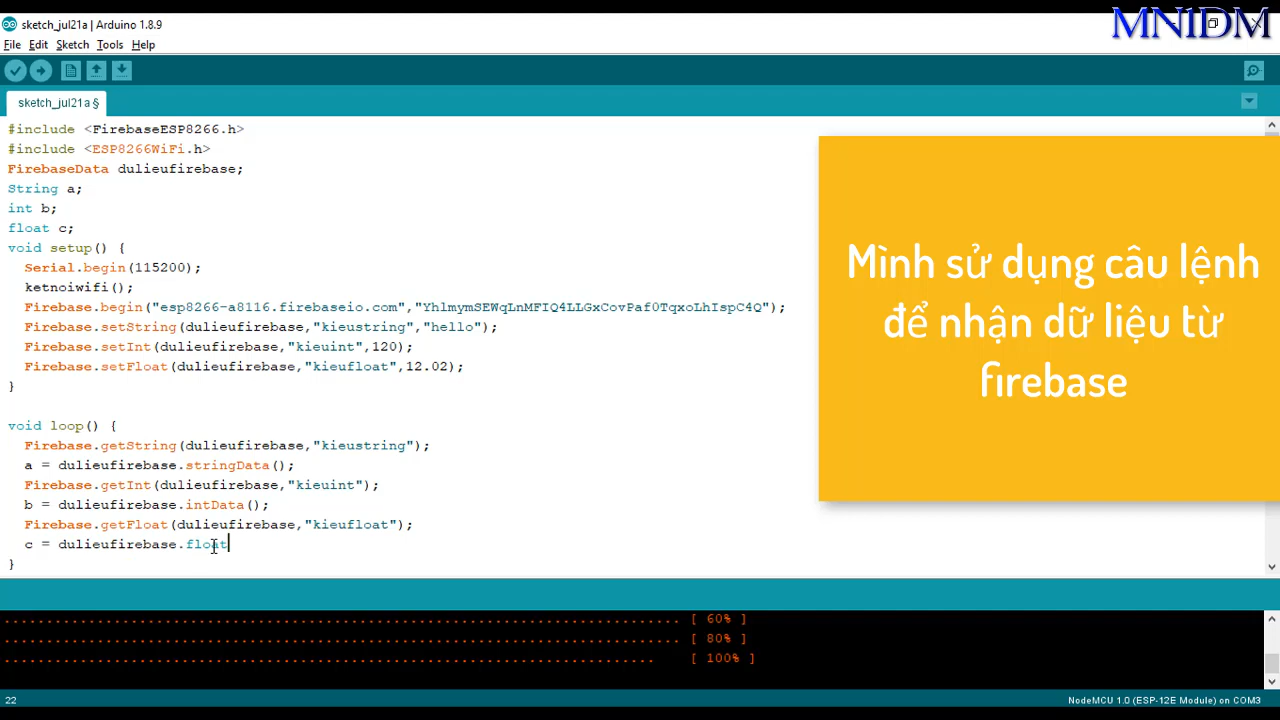 sketch_jul21a | Arduino 1.8.9
MN1DM
File Edit Sketch Tools Help
sketch_jul21a §
#include <FirebaseESP8266.h>
#include <ESP8266WiFi.h>
FirebaseData dulieufirebase;
String a;
int b;
float c;
void setup() {
Serial.begin(115200);
ketnoiwifi();
Firebase.begin("esp8266-a8116.firebaseio.com","YhlmymSEWqLnMFIQ4LLGxCovPaf0TqxoLhIspC4Q");
Firebase.setString(dulieufirebase,"kieustring","hello");
Firebase.setInt(dulieufirebase,"kieuint",120);
Firebase.setFloat(dulieufirebase,"kieufloat",12.02);
}
void loop() {
Firebase.getString(dulieufirebase,"kieustring");
a = dulieufirebase.stringData();
Firebase.getInt(dulieufirebase,"kieuint");
b = dulieufirebase.intData();
Firebase.getFloat(dulieufirebase,"kieufloat");
c = dulieufirebase.float
}
Mình sử dụng câu lệnh
để nhận dữ liệu từ
firebase
................................................................................ [ 60% ]
................................................................................ [ 80% ]
............................................................................. [ 100% ]
22
NodeMCU 1.0 (ESP-12E Module) on COM3